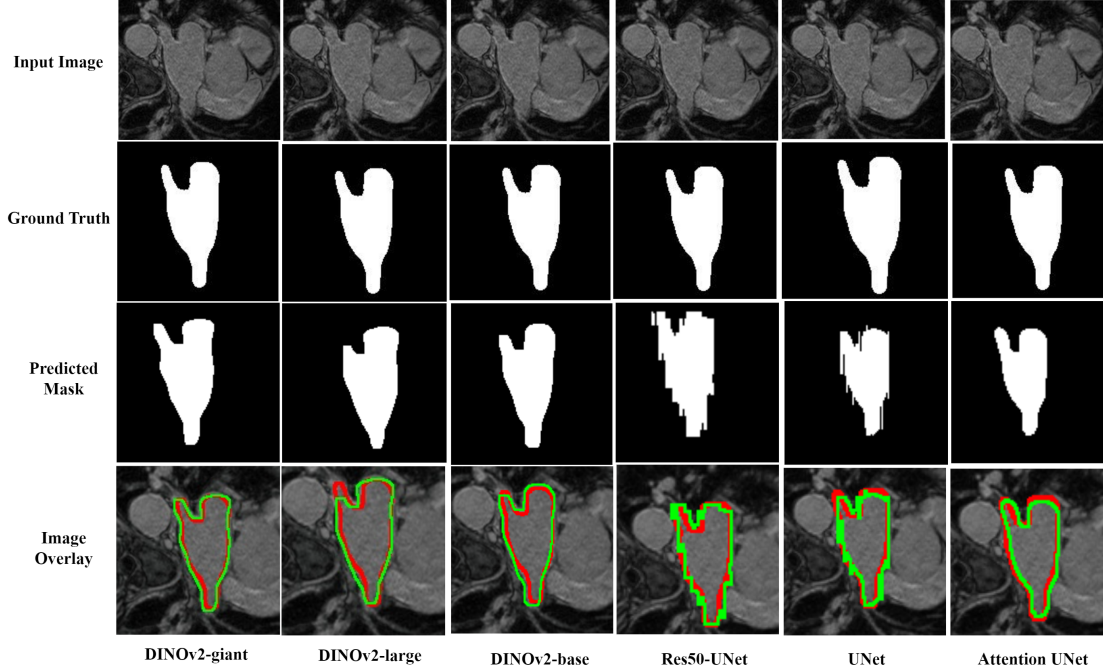 Input Image
Ground Truth
Predicted
Mask
Image
Overlay
DINOv2-giant
DINOv2-large
DINOv2-base
Res50-UNet
UNet
Attention UNet